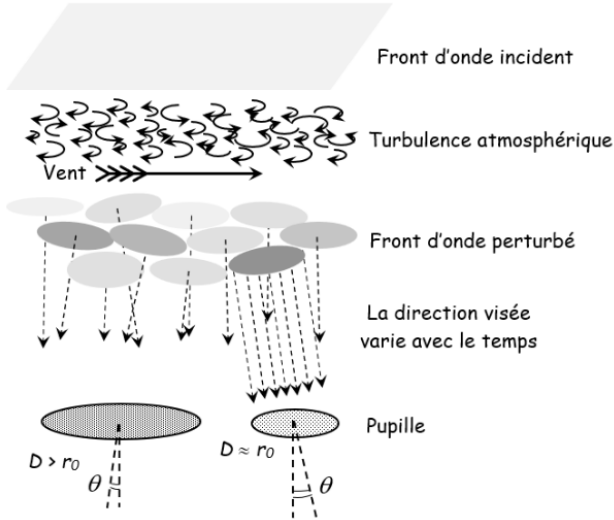 Front d'onde incident
Turbulence atmosphérique
Vent
Front d'onde perturbé
La direction visée
varie avec le temps
Pupille
D > r0
D ≈ r0
θ
θ